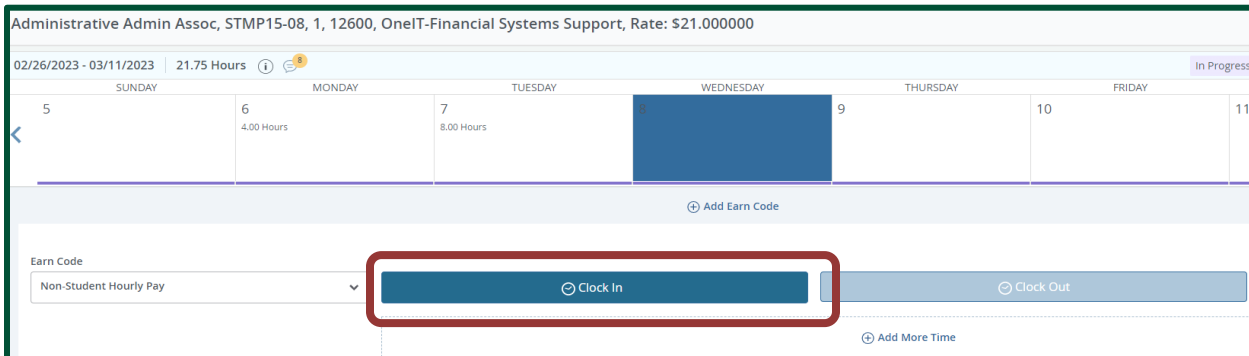 Administrative Admin Assoc, STMP15-08, 1, 12600, OneIT-Financial Systems Support, Rate: $21.000000
02/26/2023 - 03/11/2023 21.75 Hours 8 In Progress
SUNDAY MONDAY TUESDAY WEDNESDAY THURSDAY FRIDAY
5 6 7 8 9 10 11
4.00 Hours 8.00 Hours
Add Earn Code
Earn Code
Non-Student Hourly Pay Clock In Clock Out
Add More Time